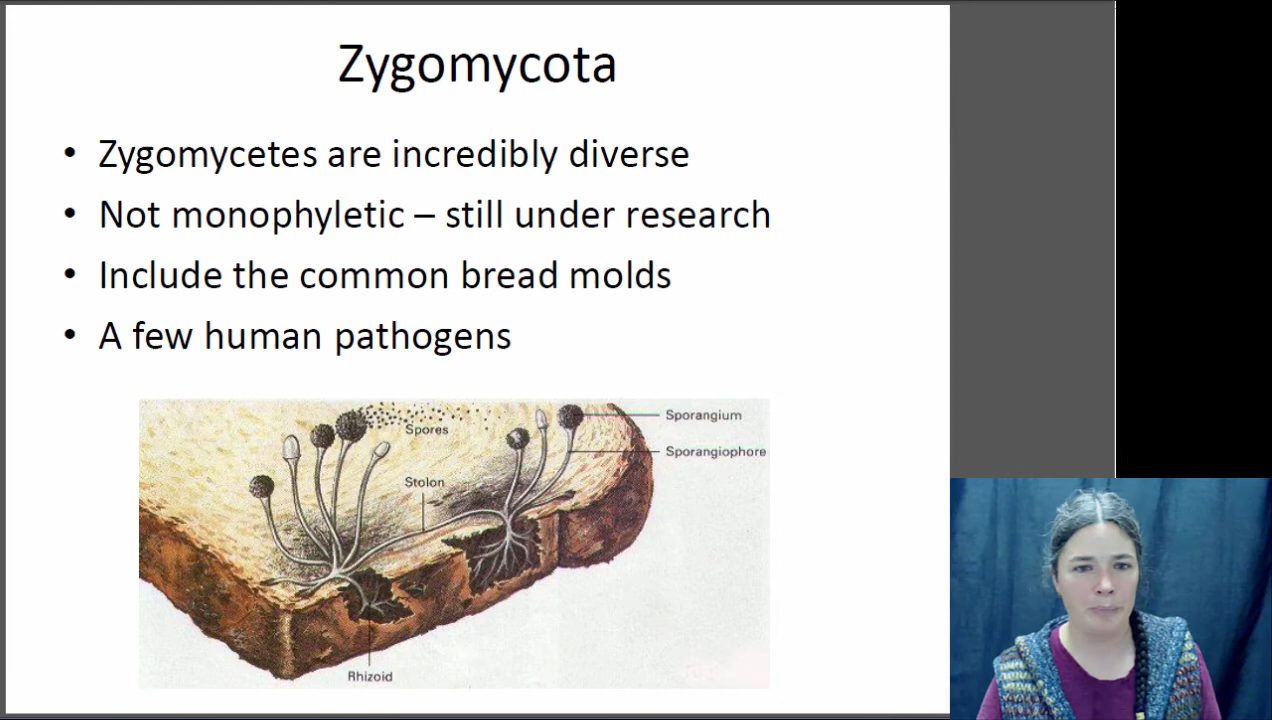 Zygomycota
• Zygomycetes are incredibly diverse
• Not monophyletic – still under research
• Include the common bread molds
• A few human pathogens
Sporangium
Spores
Sporangiophore
Stolon
Rhizoid